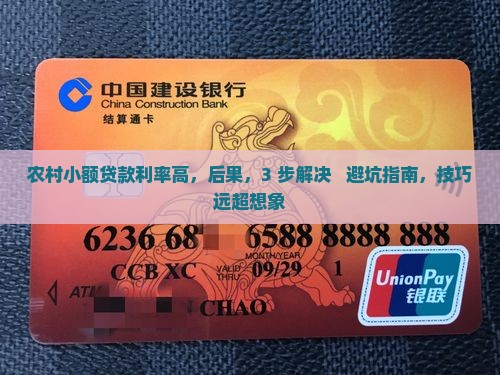 中国建设银行
China Construction Bank
结算通卡
农村小额贷款利率高，后果，3 步解决 避坑指南，技巧
远超想象
6236 68 6588 8888 888
MONTH/YEAR
CCB XC VALID THRU 09/29 1
ATM
CHAO
UnionPay
银联